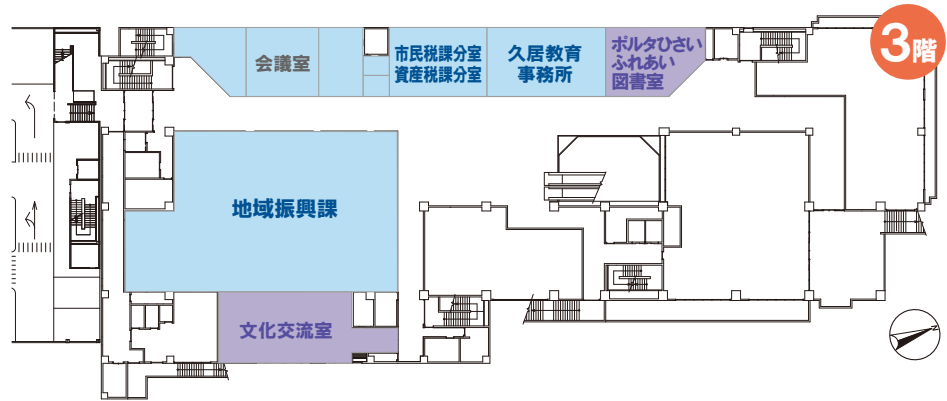 3階
会議室
市民税課分室
資産税課分室
久居教育
事務所
ポルタひさい
ふれあい
図書室
地域振興課
文化交流室
Z